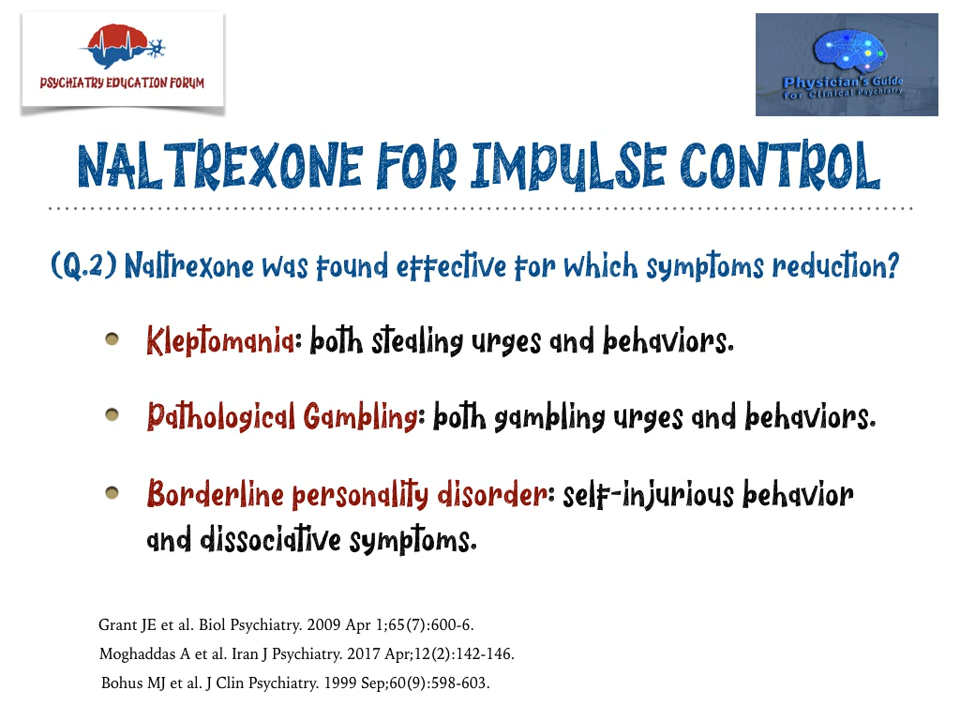 PSYCHIATRY EDUCATION FORUM
Physician's Guide
for Clinical Psychiatry
NALTREXONE FOR IMPULSE CONTROL
(Q.2) Naltrexone was found effective for which symptoms reduction?
Kleptomania: both stealing urges and behaviors.
Pathological Gambling: both gambling urges and behaviors.
Borderline personality disorder: self-injurious behavior
and dissociative symptoms.
Grant JE et al. Biol Psychiatry. 2009 Apr 1;65(7):600-6.
Moghaddas A et al. Iran J Psychiatry. 2017 Apr;12(2):142-146.
Bohus MJ et al. J Clin Psychiatry. 1999 Sep;60(9):598-603.